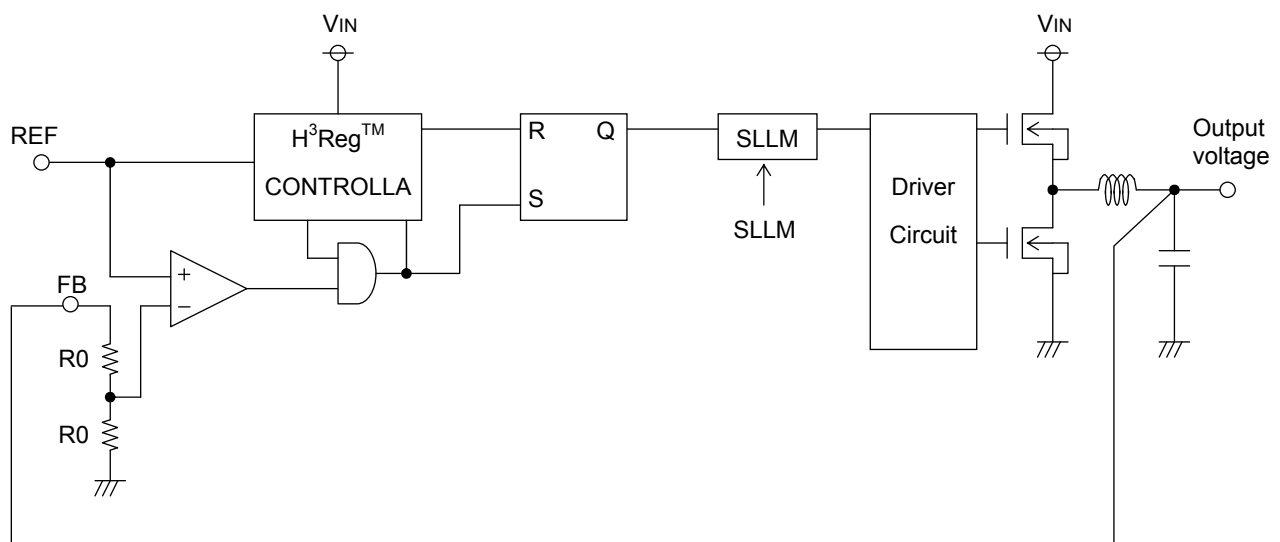 VIN
VIN
REF
H³Reg™
CONTROLLA
R
Q
S
SLLM
SLLM
Driver
Circuit
Output
voltage
+
−
FB
R0
R0